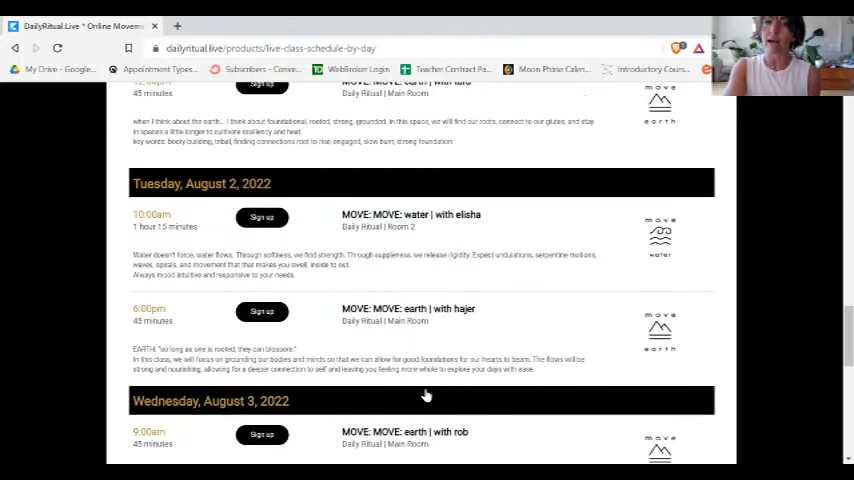 DailyRitual.Live * Online Movem
dailyritual.live/products/live-class-schedule-by-day
My Drive - Google...
Appointment Types...
Subscribers - Conve...
WebBroker Login
Teacher Contract Pa...
Moon Phase Calen...
Introductory Cours...
Sign up
45 minutes
Daily Ritual | Main Room
move
earth
when I think about the earth... I think about foundational, rooted, strong, grounded. In this space, we will find our roots, connect to our glutes, and stay
in spaces a little longer to cultivate resiliency and heat
key words: booty building, tribal, finding connections root to rise, engaged, slow burn, strong foundation
Tuesday, August 2, 2022
10:00am
Sign up
MOVE: MOVE: water | with elisha
1 hour 15 minutes
Daily Ritual | Room 2
move
water
Water doesn't force, water flows. Through softness, we find strength. Through suppleness, we release rigidity. Expect undulations, serpentine motions,
waves, spirals, and movement that that makes you swell, inside to out.
Always mood intuitive and responsive to your needs.
6:00pm
Sign up
MOVE: MOVE: earth | with hajer
45 minutes
Daily Ritual | Main Room
move
earth
EARTH: "so long as one is rooted, they can blossom."
In this class, we will focus on grounding our bodies and minds so that we can allow for good foundations for our hearts to beam. The flows will be
strong and nourishing, allowing for a deeper connection to self and leaving you feeling more whole to explore your days with ease.
Wednesday, August 3, 2022
9:00am
Sign up
MOVE: MOVE: earth | with rob
45 minutes
Daily Ritual | Main Room
move